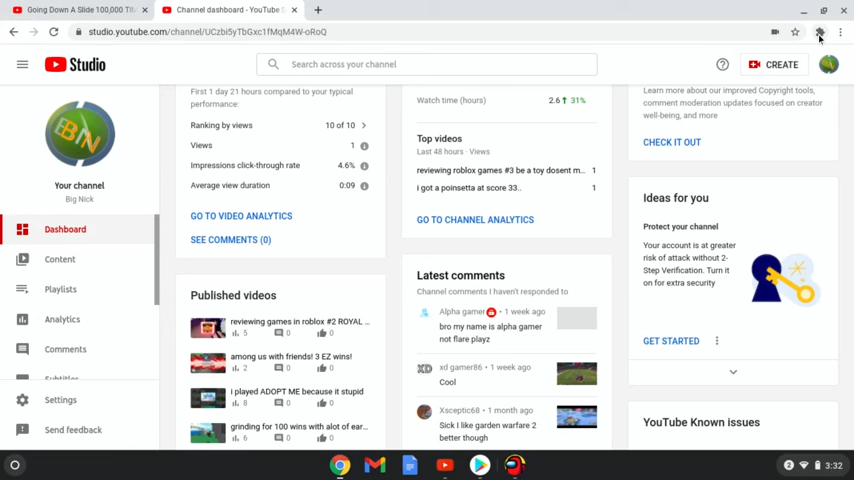 Going Down A Slide 100,000 TIM
Channel dashboard - YouTube S
studio.youtube.com/channel/UCzbi5yTbGxc1fMqM4W-oRoQ
Studio
Search across your channel
CREATE
Your channel
Big Nick
Dashboard
Content
Playlists
Analytics
Comments
Subtitles
Settings
Send feedback
First 1 day 21 hours compared to your typical
performance:
Ranking by views 10 of 10
Views 1
Impressions click-through rate 4.6%
Average view duration 0:09
GO TO VIDEO ANALYTICS
SEE COMMENTS (0)
Published videos
reviewing games in roblox #2 ROYAL ...
5 0 0
among us with friends! 3 EZ wins!
2 0 0
i played ADOPT ME because it stupid
8 0 0
grinding for 100 wins with alot of ear...
6 0 0
Watch time (hours) 2.6 31%
Top videos
Last 48 hours · Views
reviewing roblox games #3 be a toy dosent m... 1
i got a poinsetta at score 33.. 1
GO TO CHANNEL ANALYTICS
Latest comments
Channel comments I haven't responded to
Alpha gamer • 1 week ago
bro my name is alpha gamer
not flare playz
XD xd gamer86 • 1 week ago
Cool
Xsceptic68 • 1 month ago
Sick I like garden warfare 2
better though
Learn more about our improved Copyright tools,
comment moderation updates focused on creator
well-being, and more
CHECK IT OUT
Ideas for you
Protect your channel
Your account is at greater
risk of attack without 2-
Step Verification. Turn it
on for extra security
GET STARTED
YouTube Known issues
2 3:32